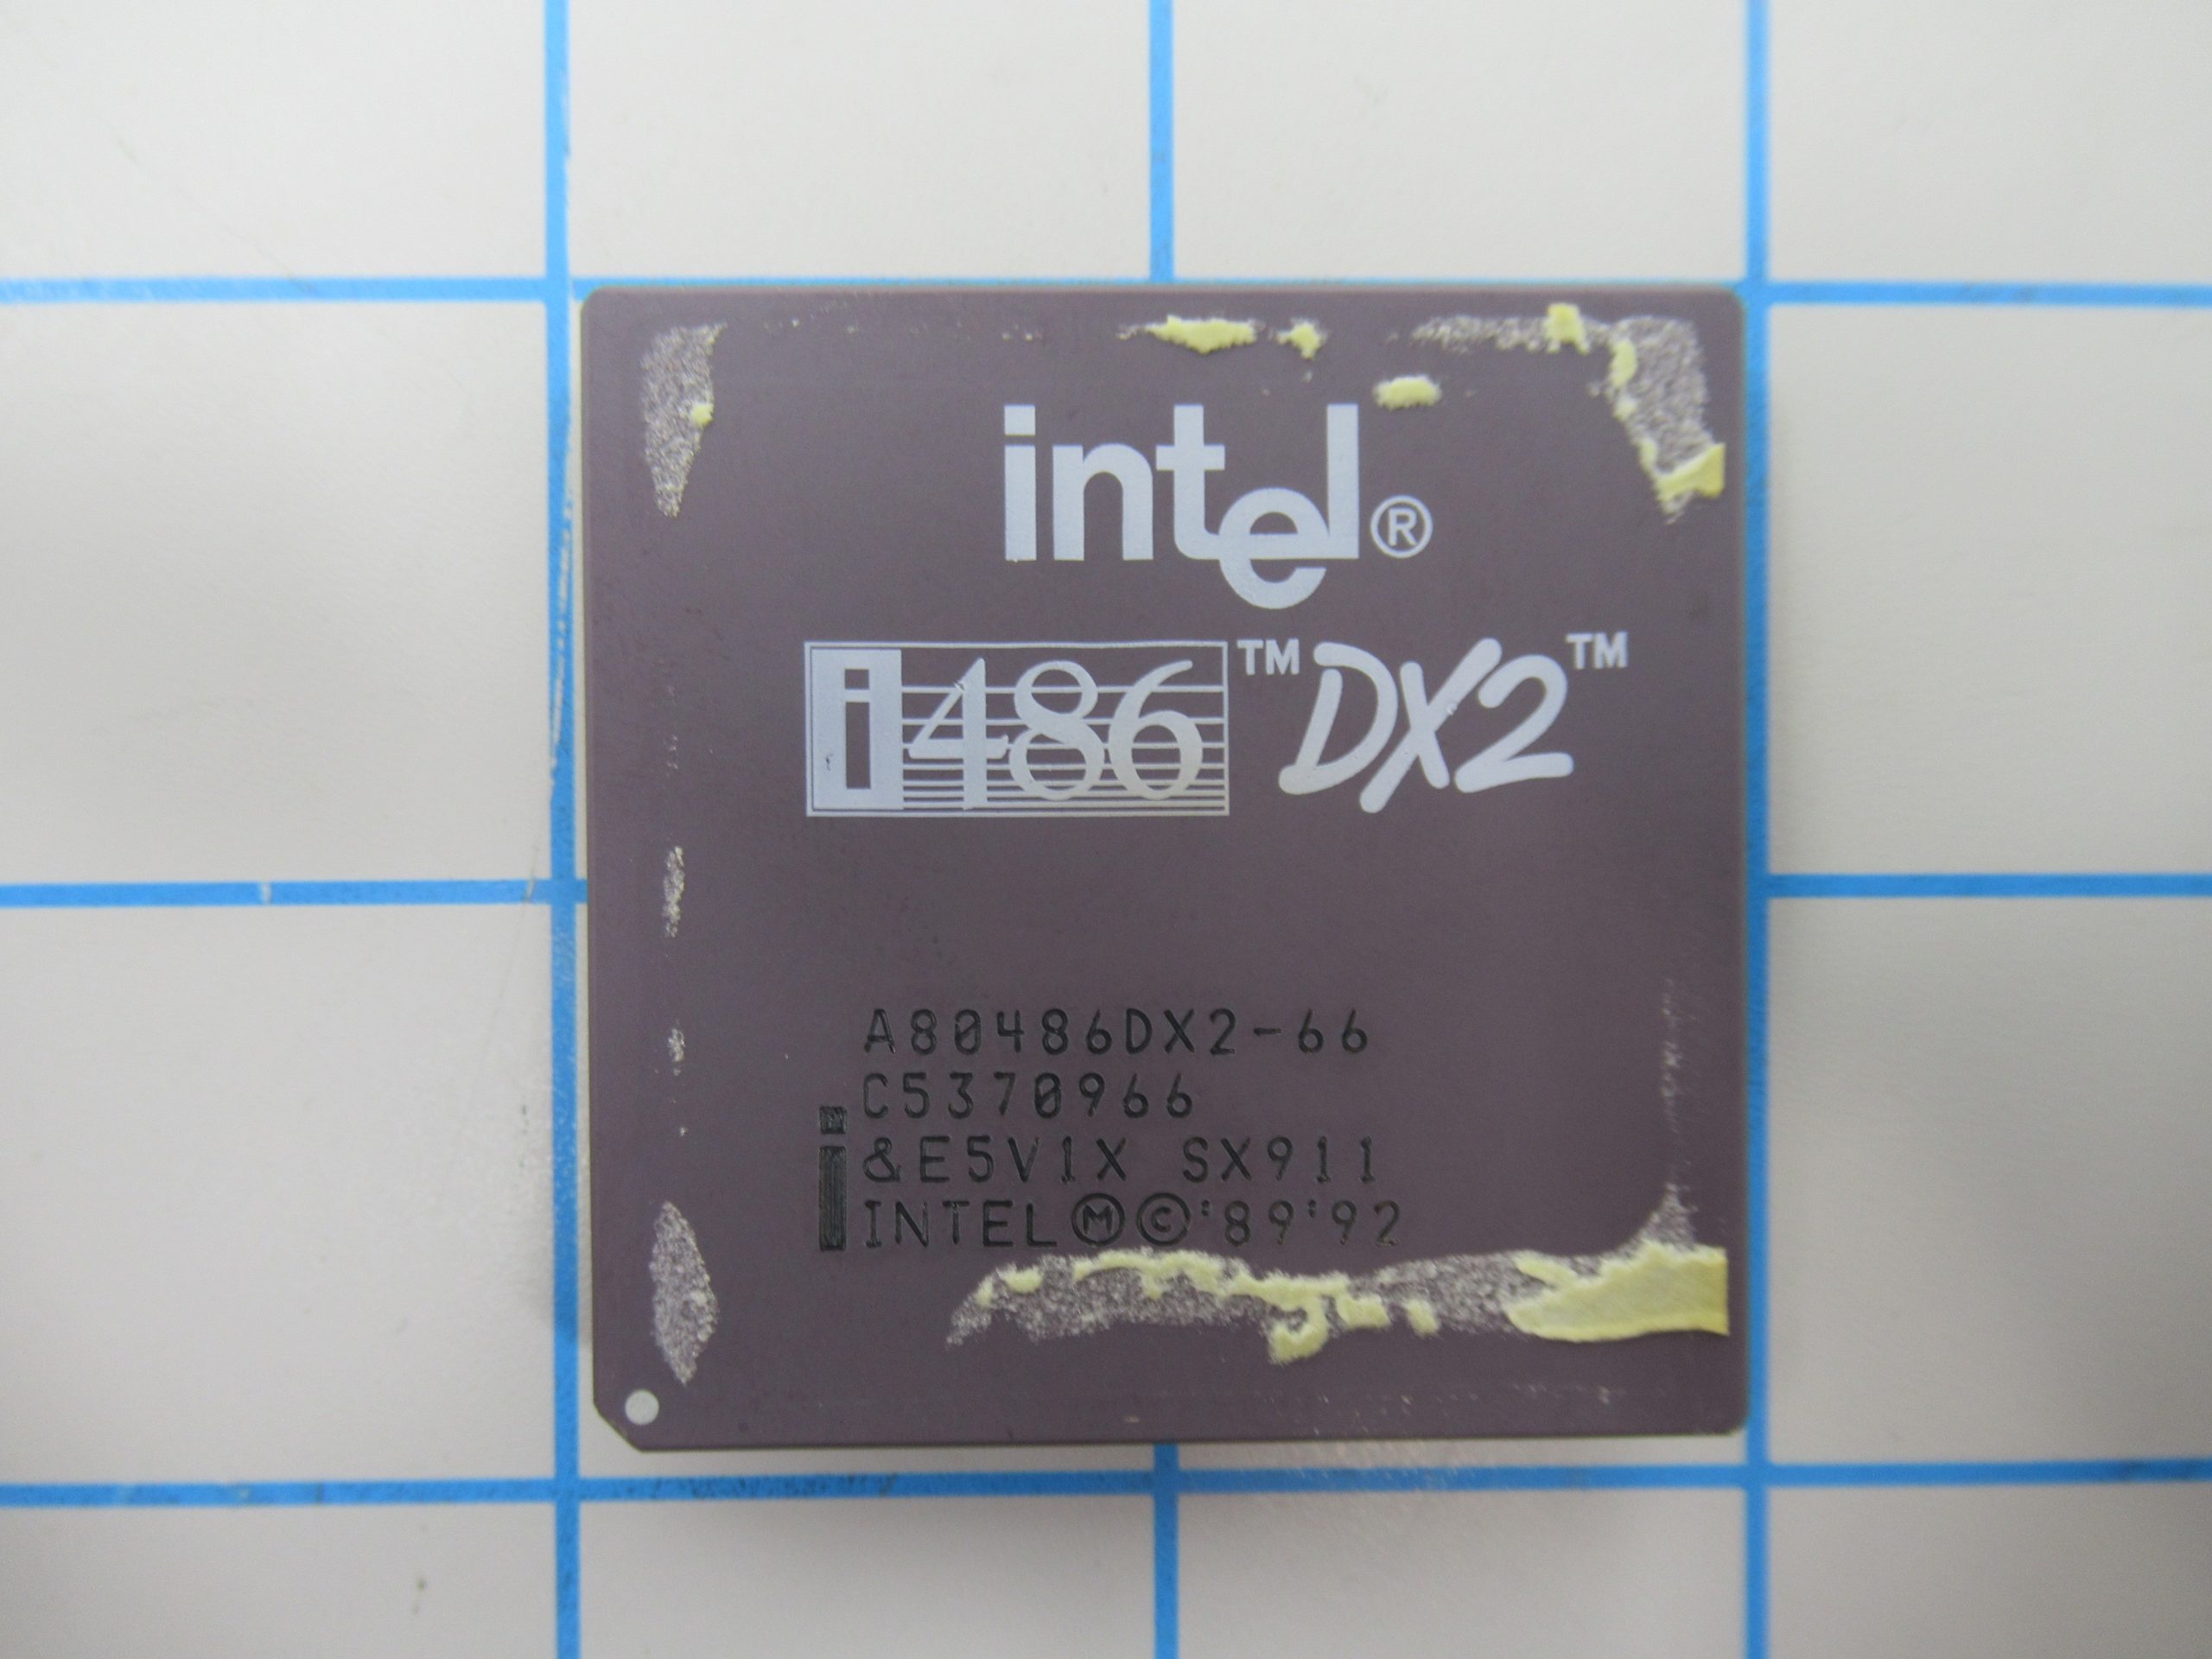 intel®
i486™ DX2™
A80486DX2-66
C5370966
&E5V1X SX911
i INTEL Ⓜ © '89 '92